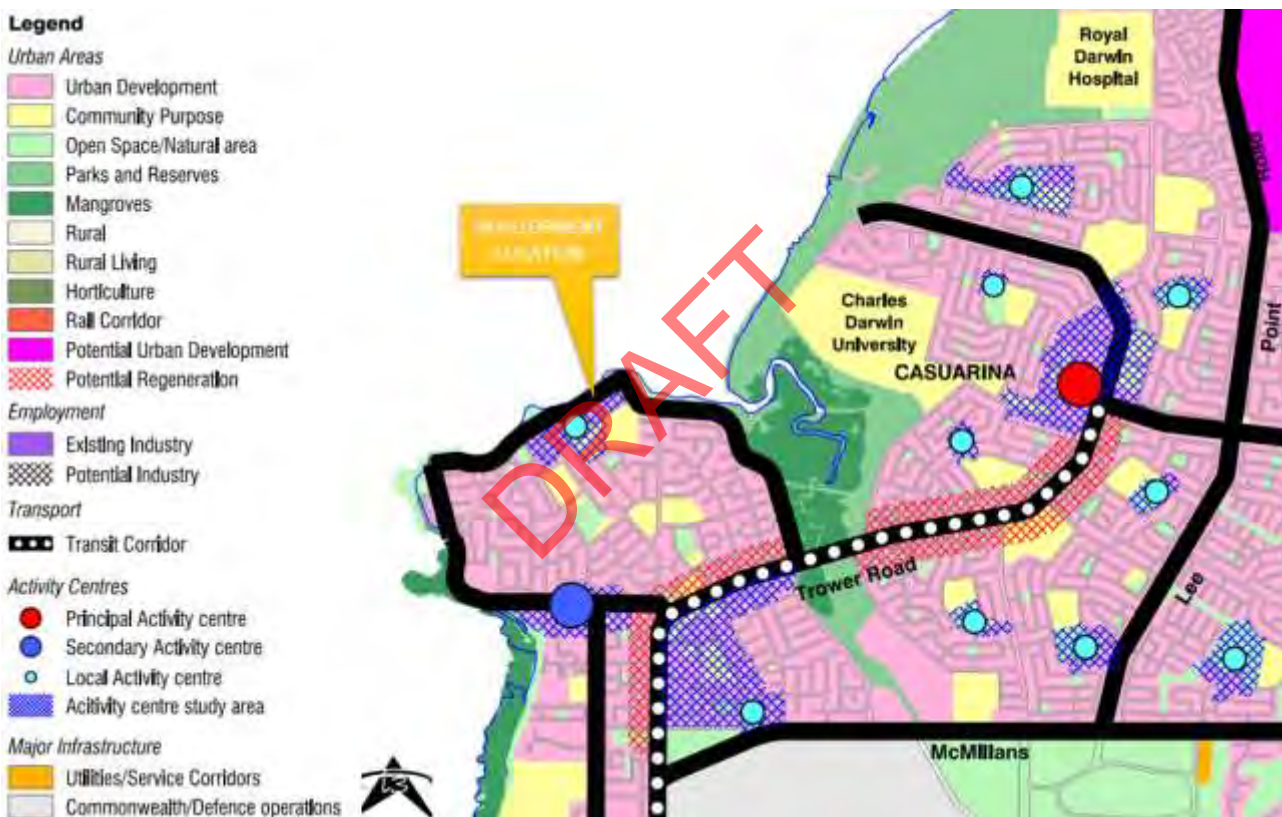 Legend
Urban Areas
Urban Development
Community Purpose
Open Space/Natural area
Parks and Reserves
Mangroves
Rural
Rural Living
Horticulture
Rail Corridor
Potential Urban Development
Potential Regeneration
Employment
Existing Industry
Potential Industry
Transport
Transit Corridor
Activity Centres
Principal Activity centre
Secondary Activity centre
Local Activity centre
Acitivity centre study area
Major Infrastructure
Utilities/Service Corridors
Commonwealth/Defence operations
Royal
Darwin
Hospital
DEVELOPMENT
LOCATION
Charles
Darwin
University
CASUARINA
Road
Point
Lee
Trower Road
McMillans
DRAFT